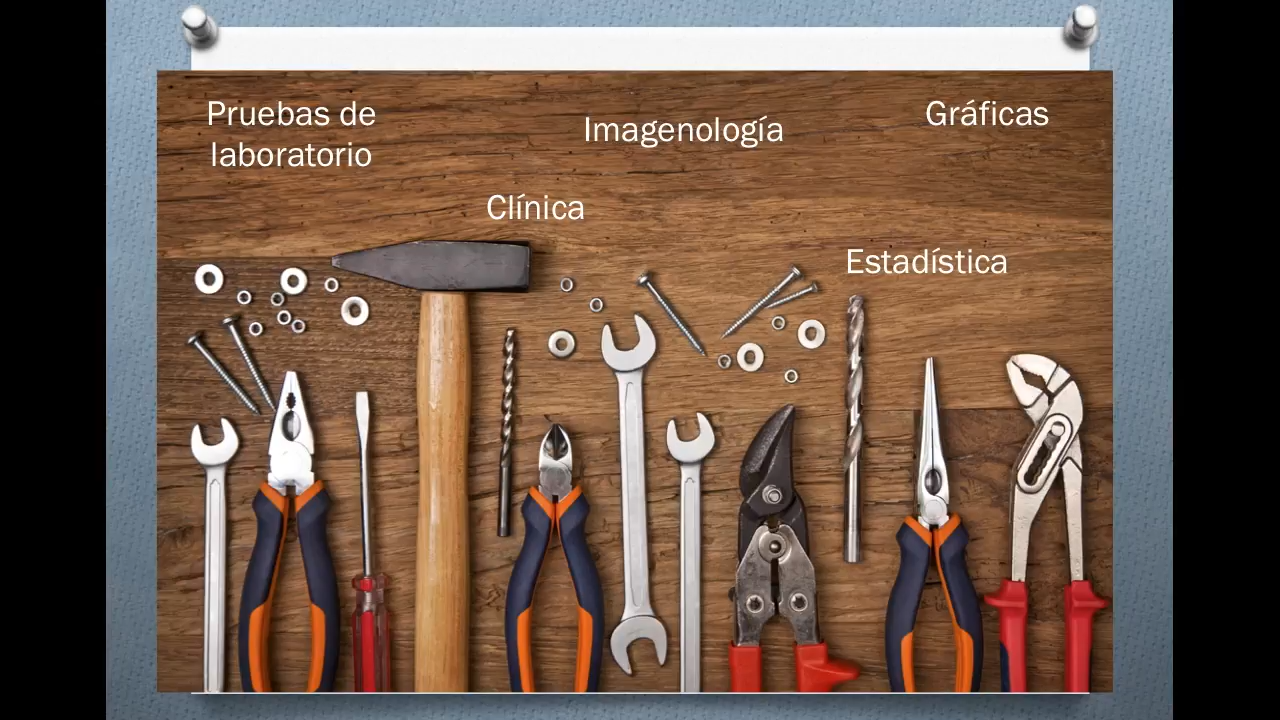 Pruebas de
laboratorio
Imagenología
Gráficas
Clínica
Estadística